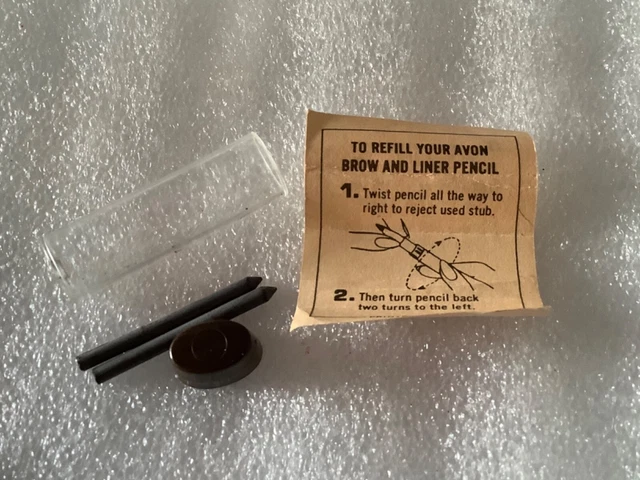 TO REFILL YOUR AVON
BROW AND LINER PENCIL
1. Twist pencil all the way to
right to reject used stub.
2. Then turn pencil back
two turns to the left.